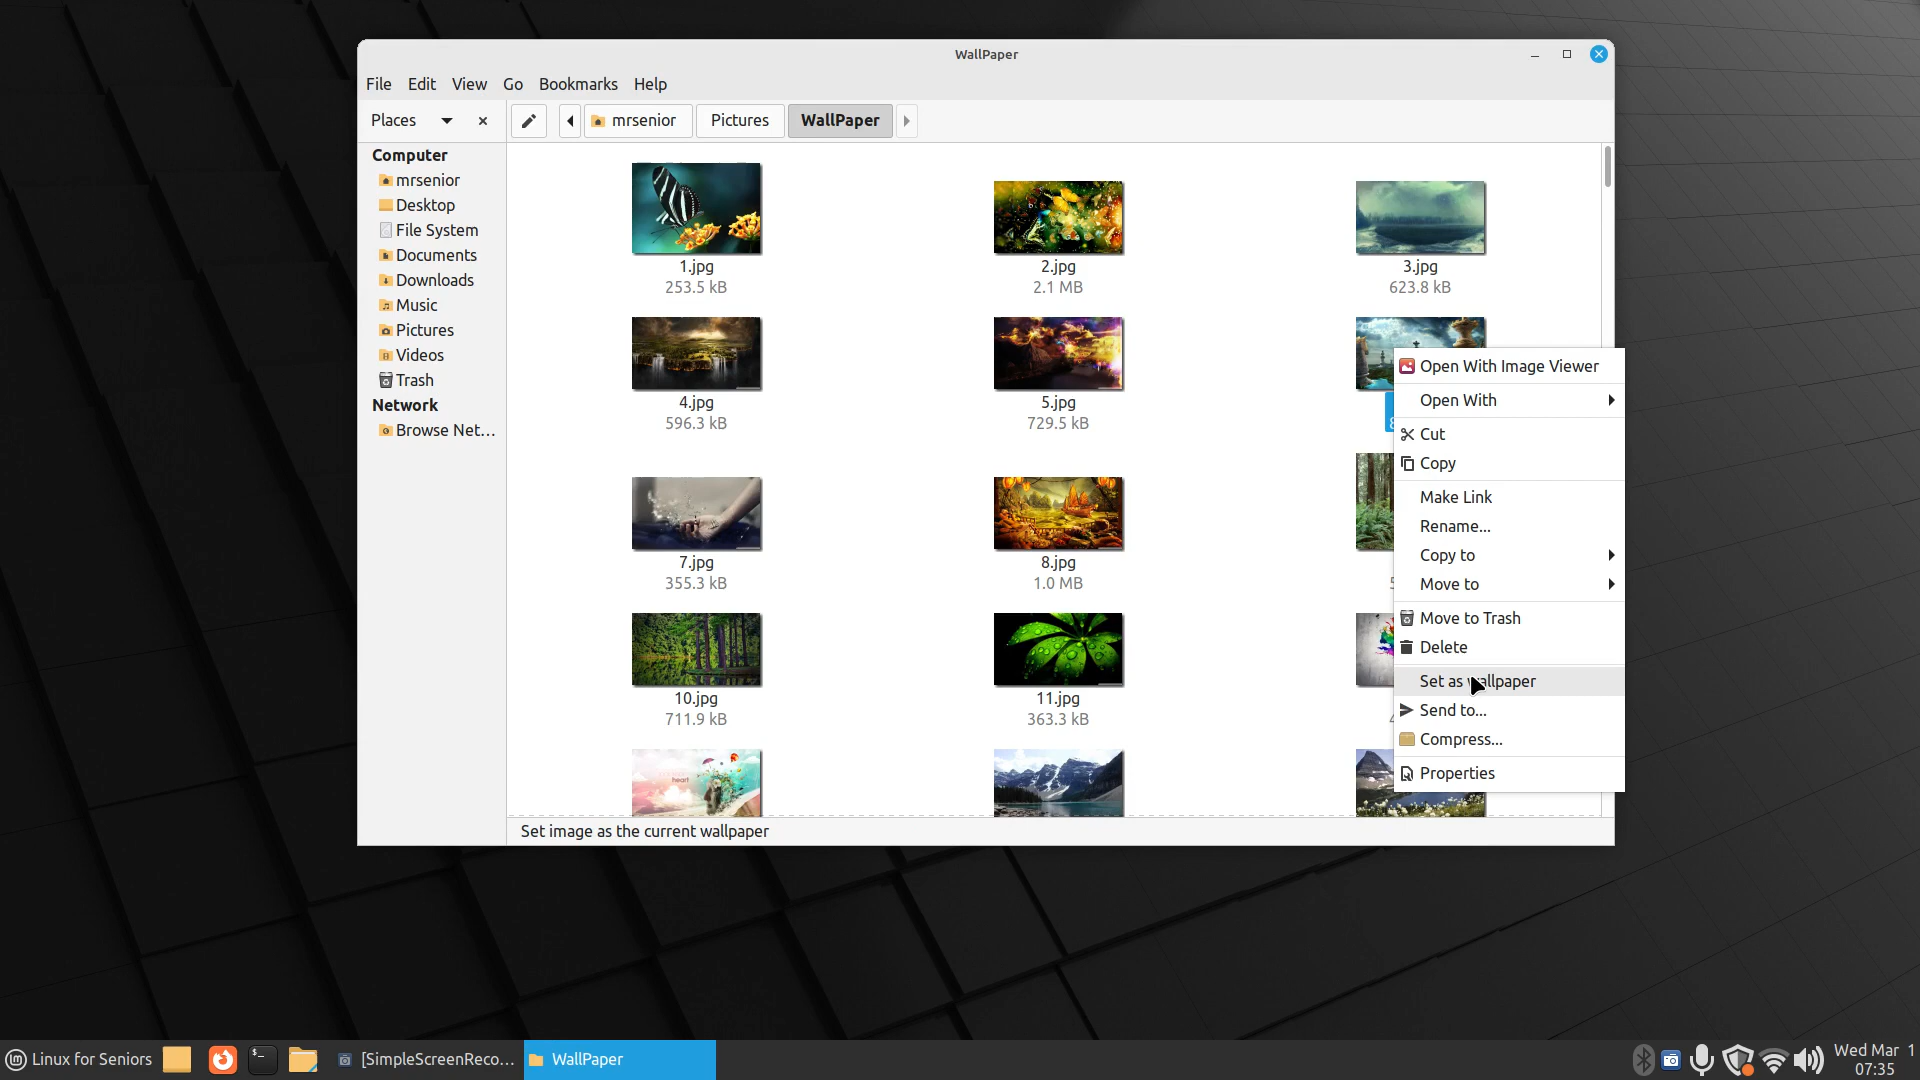 WallPaper
File Edit View Go Bookmarks Help
Places mrsenior Pictures WallPaper
Computer
mrsenior
Desktop
File System
Documents
Downloads
Music
Pictures
Videos
Trash
Network
Browse Net...
1.jpg
253.5 kB
2.jpg
2.1 MB
3.jpg
623.8 kB
4.jpg
596.3 kB
5.jpg
729.5 kB
7.jpg
355.3 kB
8.jpg
1.0 MB
10.jpg
711.9 kB
11.jpg
363.3 kB
heart
Open With Image Viewer
Open With
Cut
Copy
Make Link
Rename...
Copy to
Move to
Move to Trash
Delete
Set as wallpaper
Send to...
Compress...
Properties
Set image as the current wallpaper
Linux for Seniors [SimpleScreenReco... WallPaper
Wed Mar 1
07:35